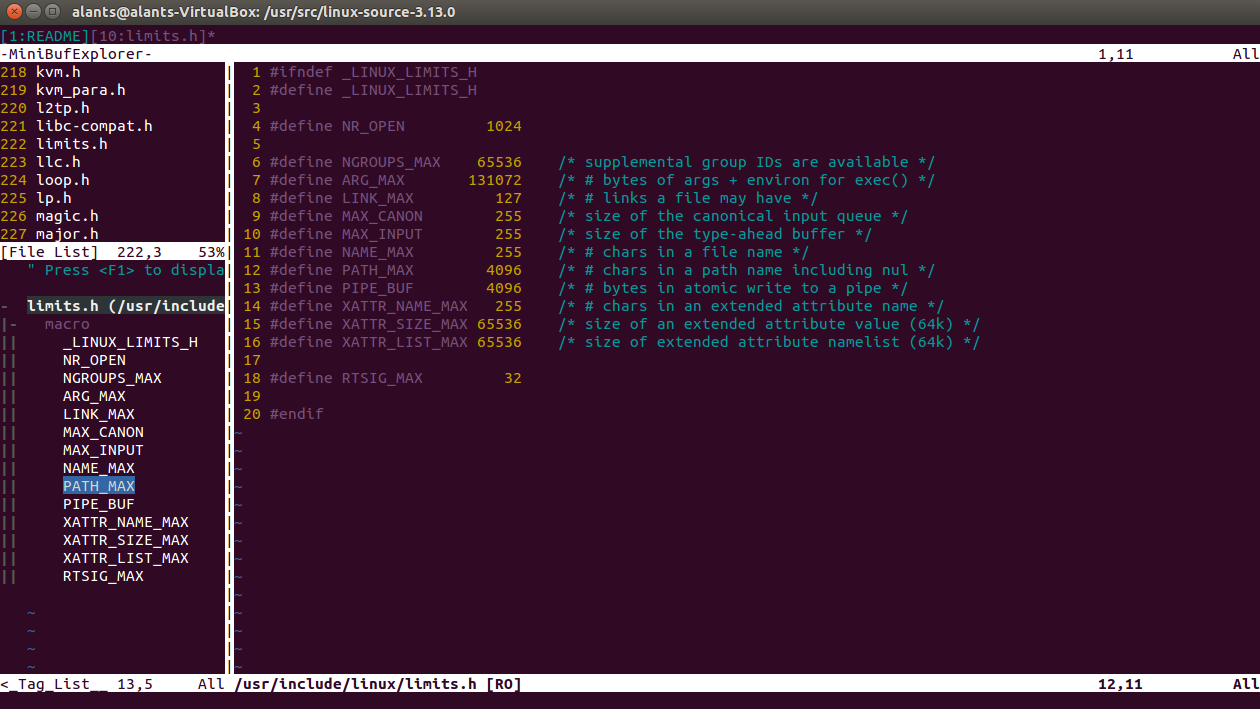 alants@alants-VirtualBox: /usr/src/linux-source-3.13.0
[1:README][10:limits.h]*
-MiniBufExplorer- 1,11 All
218 kvm.h
219 kvm_para.h
220 l2tp.h
221 libc-compat.h
222 limits.h
223 llc.h
224 loop.h
225 lp.h
226 magic.h
227 major.h
[File List] 222,3 53%
" Press <F1> to displa
- limits.h (/usr/include
|- macro
|| _LINUX_LIMITS_H
|| NR_OPEN
|| NGROUPS_MAX
|| ARG_MAX
|| LINK_MAX
|| MAX_CANON
|| MAX_INPUT
|| NAME_MAX
|| PATH_MAX
|| PIPE_BUF
|| XATTR_NAME_MAX
|| XATTR_SIZE_MAX
|| XATTR_LIST_MAX
|| RTSIG_MAX
~
~
~
~
<_Tag_List__ 13,5 All
1 #ifndef _LINUX_LIMITS_H
2 #define _LINUX_LIMITS_H
3
4 #define NR_OPEN 1024
5
6 #define NGROUPS_MAX 65536 /* supplemental group IDs are available */
7 #define ARG_MAX 131072 /* # bytes of args + environ for exec() */
8 #define LINK_MAX 127 /* # links a file may have */
9 #define MAX_CANON 255 /* size of the canonical input queue */
10 #define MAX_INPUT 255 /* size of the type-ahead buffer */
11 #define NAME_MAX 255 /* # chars in a file name */
12 #define PATH_MAX 4096 /* # chars in a path name including nul */
13 #define PIPE_BUF 4096 /* # bytes in atomic write to a pipe */
14 #define XATTR_NAME_MAX 255 /* # chars in an extended attribute name */
15 #define XATTR_SIZE_MAX 65536 /* size of an extended attribute value (64k) */
16 #define XATTR_LIST_MAX 65536 /* size of extended attribute namelist (64k) */
17
18 #define RTSIG_MAX 32
19
20 #endif
~
~
~
~
~
~
~
~
~
~
~
~
~
~
/usr/include/linux/limits.h [RO] 12,11 All